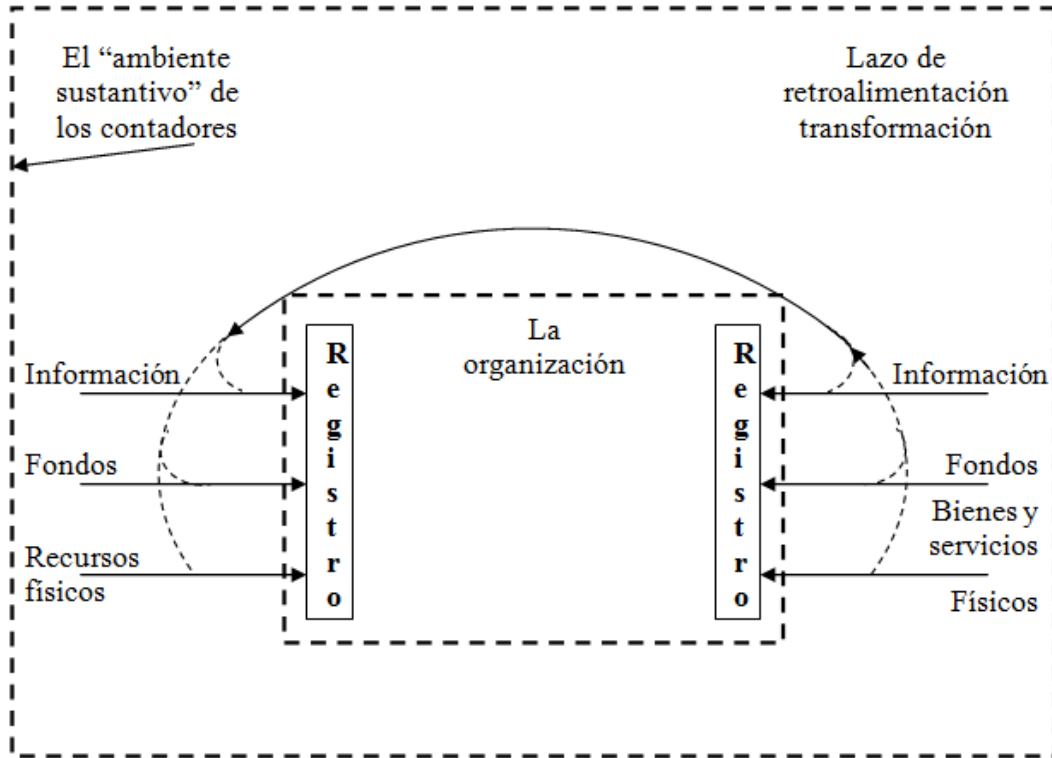 El “ambiente
sustantivo” de
los contadores
Lazo de
retroalimentación
transformación
La
organización
Registro
Registro
Información
Fondos
Recursos
físicos
Información
Fondos
Bienes y
servicios
Físicos